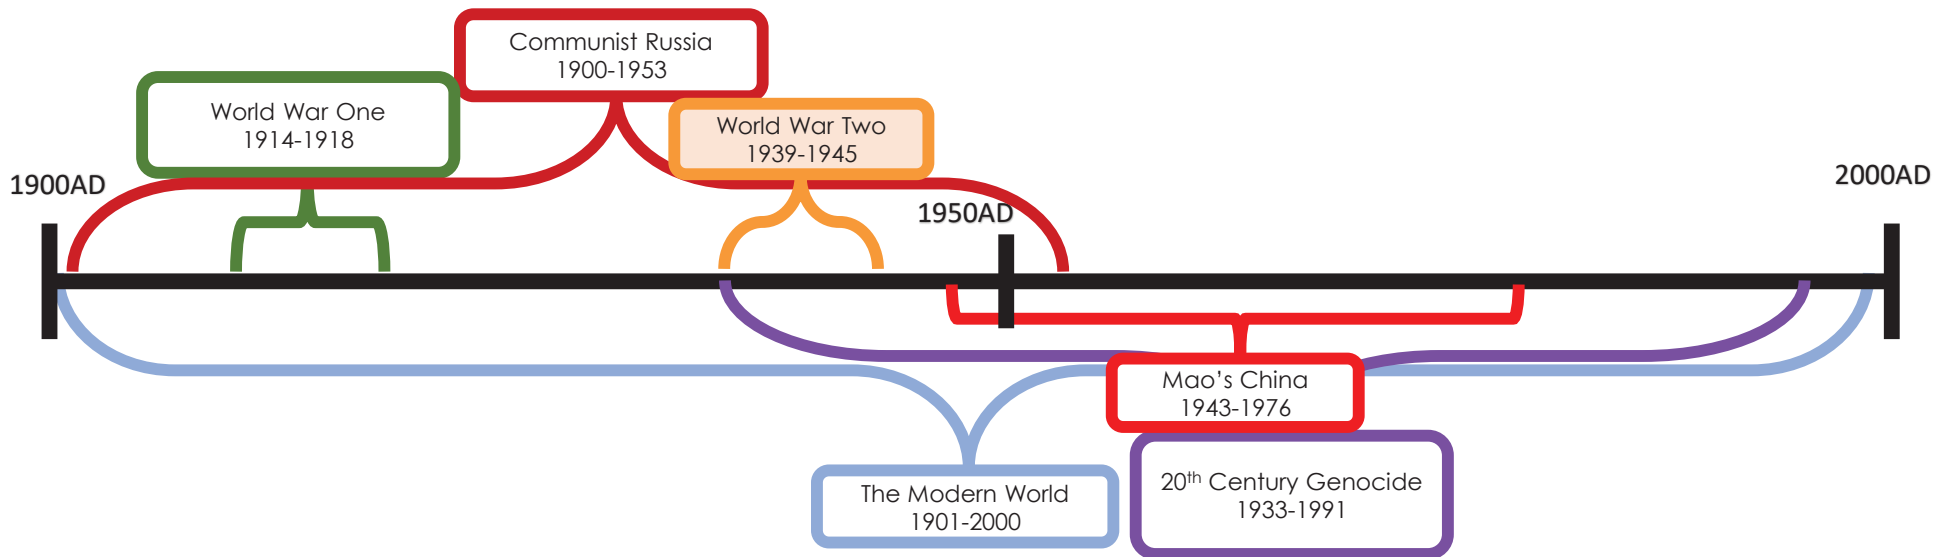 Communist Russia
1900-1953
World War One
1914-1918
World War Two
1939-1945
1900AD
1950AD
2000AD
Mao’s China
1943-1976
The Modern World
1901-2000
20th Century Genocide
1933-1991